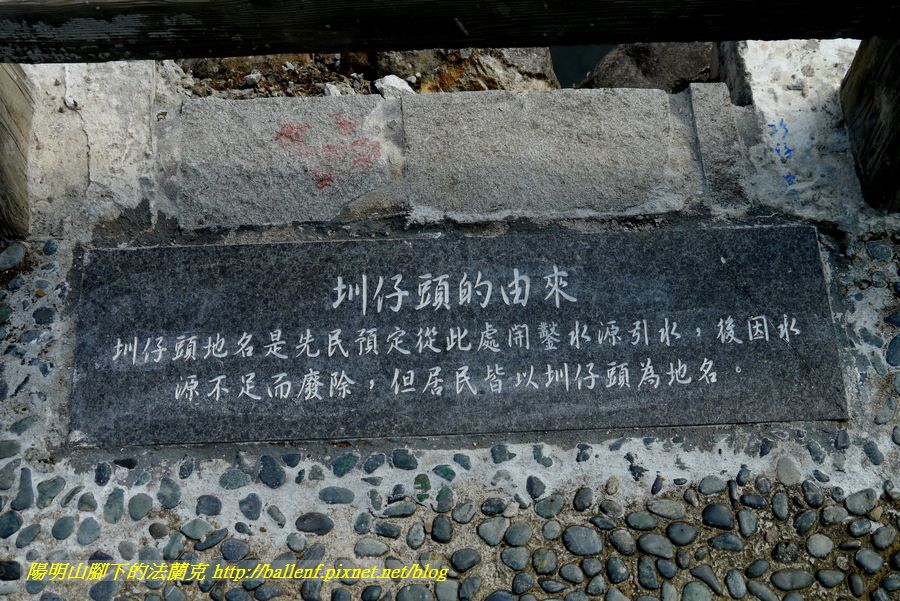 圳仔頭的由來
圳仔頭地名是先民預定從此處開鑿水源引水，後因水
源不足而廢除，但居民皆以圳仔頭為地名。
陽明山腳下的法蘭克 http://ballenf.pixnet.net/blog